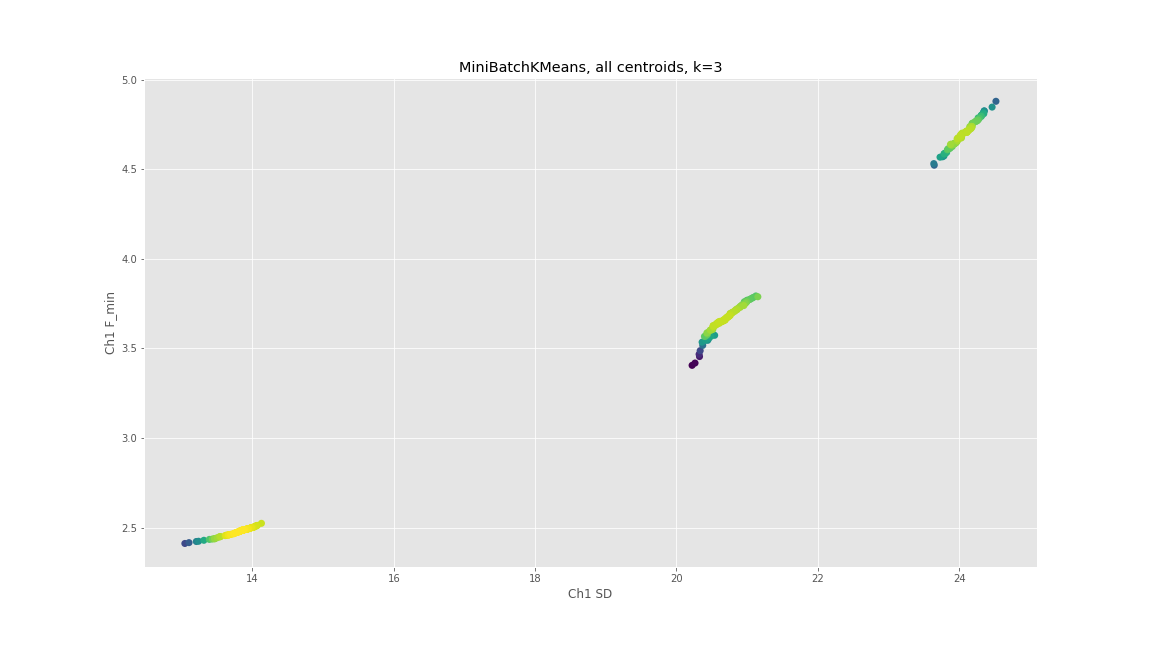 MiniBatchKMeans, all centroids, k=3
5.0
4.5
4.0
3.5
3.0
2.5
Ch1 F_min
14 16 18 20 22 24
Ch1 SD